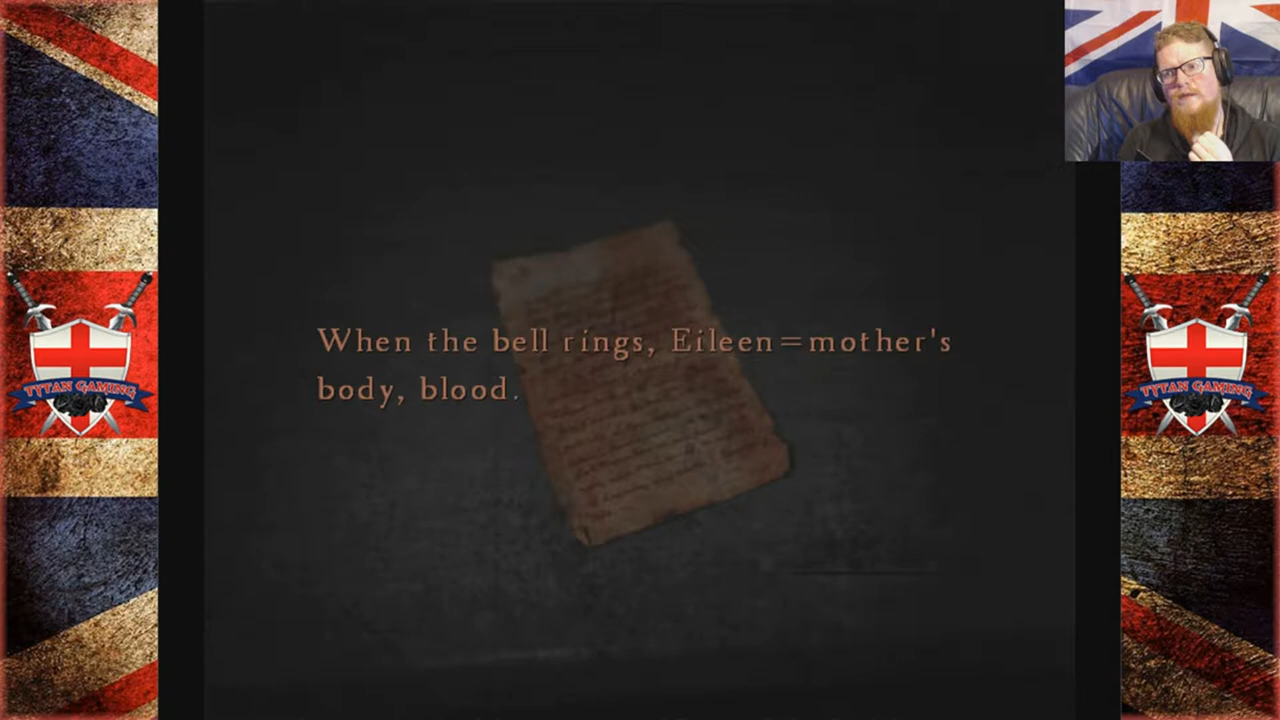 When the bell rings, Eileen=mother's
body, blood.
TYTAN GAMING
TYTAN GAMING